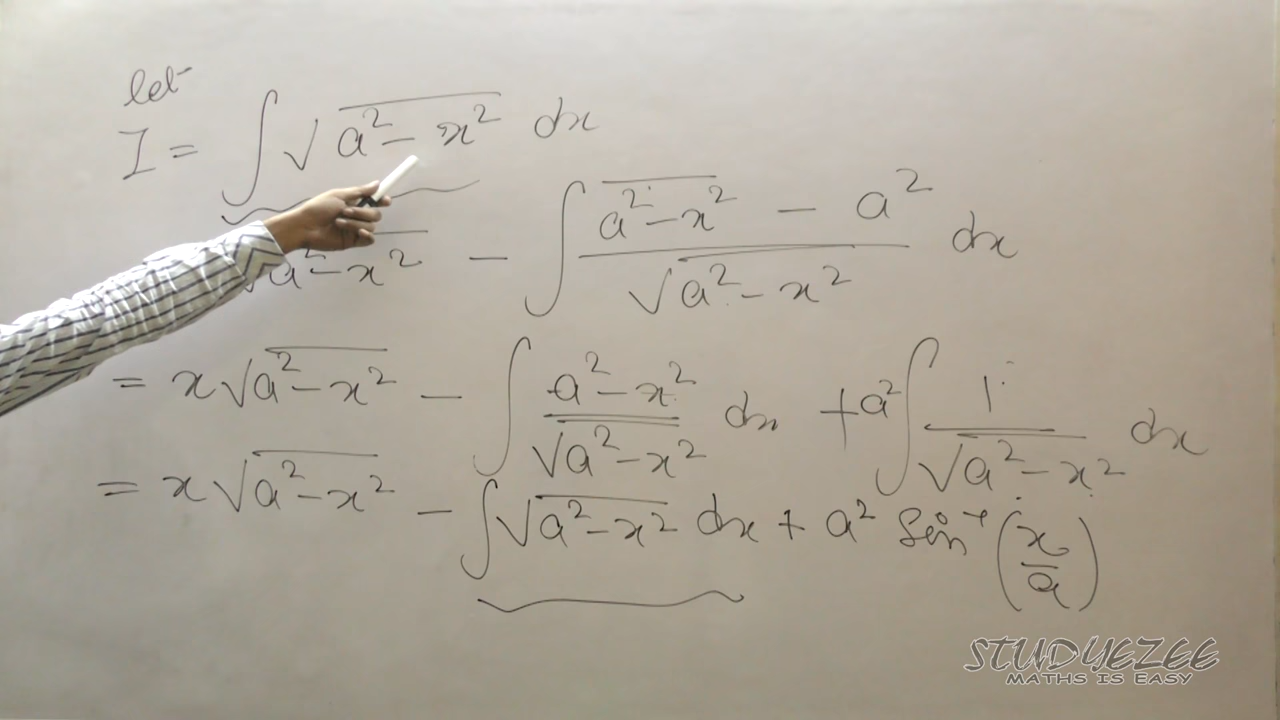 let
I = ∫ √(a² − x²) dx
√(a² − x²) − ∫ (a² − x² − a²)/√(a² − x²) dx
= x√(a² − x²) − ∫ (a² − x²)/√(a² − x²) dx + a² ∫ 1/√(a² − x²) dx
= x√(a² − x²) − ∫ √(a² − x²) dx + a² Sin⁻¹ (x/a)
STUDYEZEE
MATHS IS EASY